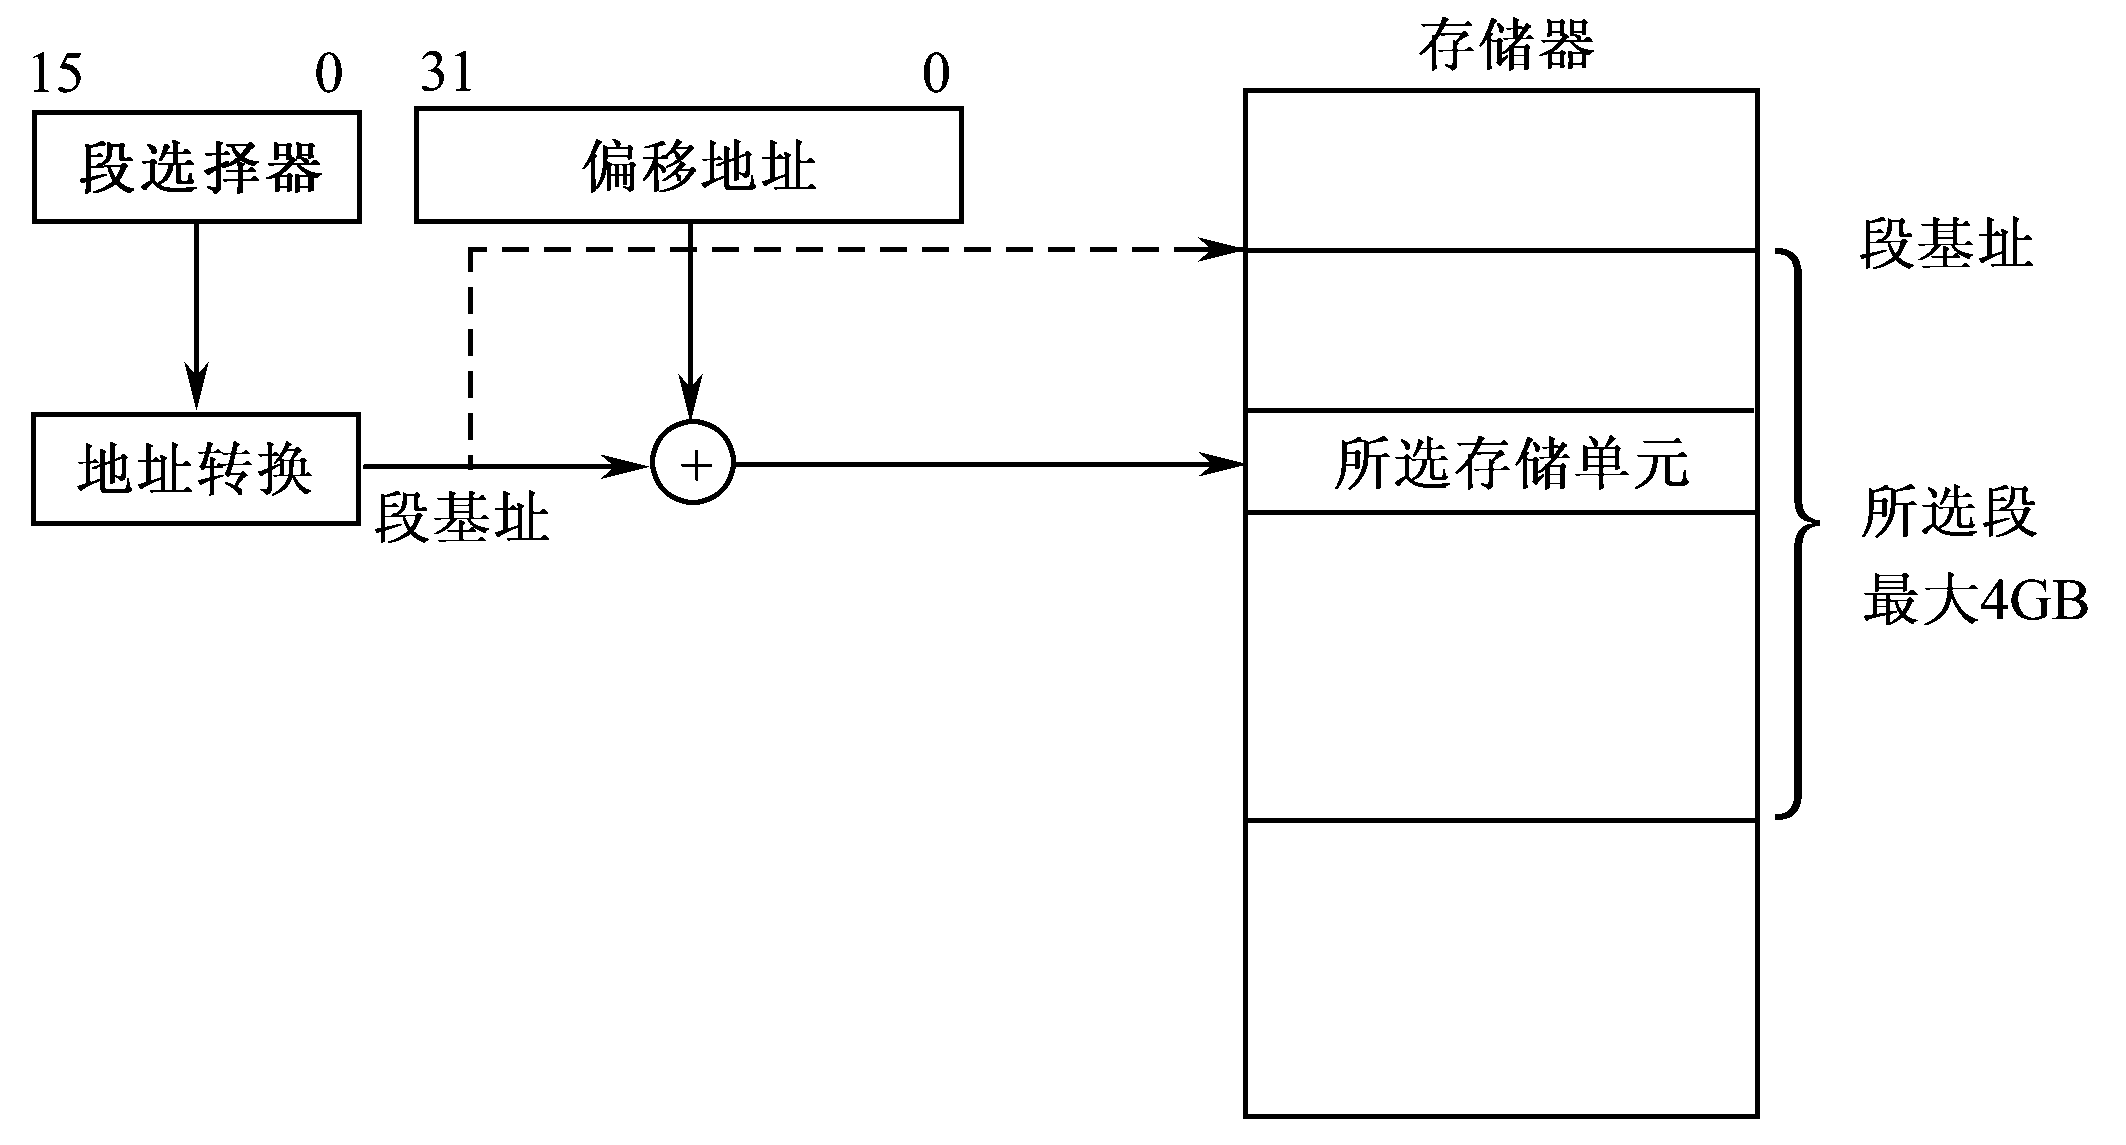 存储器
15 0 31 0
段选择器 偏移地址
段基址
地址转换
段基址
+
所选存储单元
所选段
最大4GB